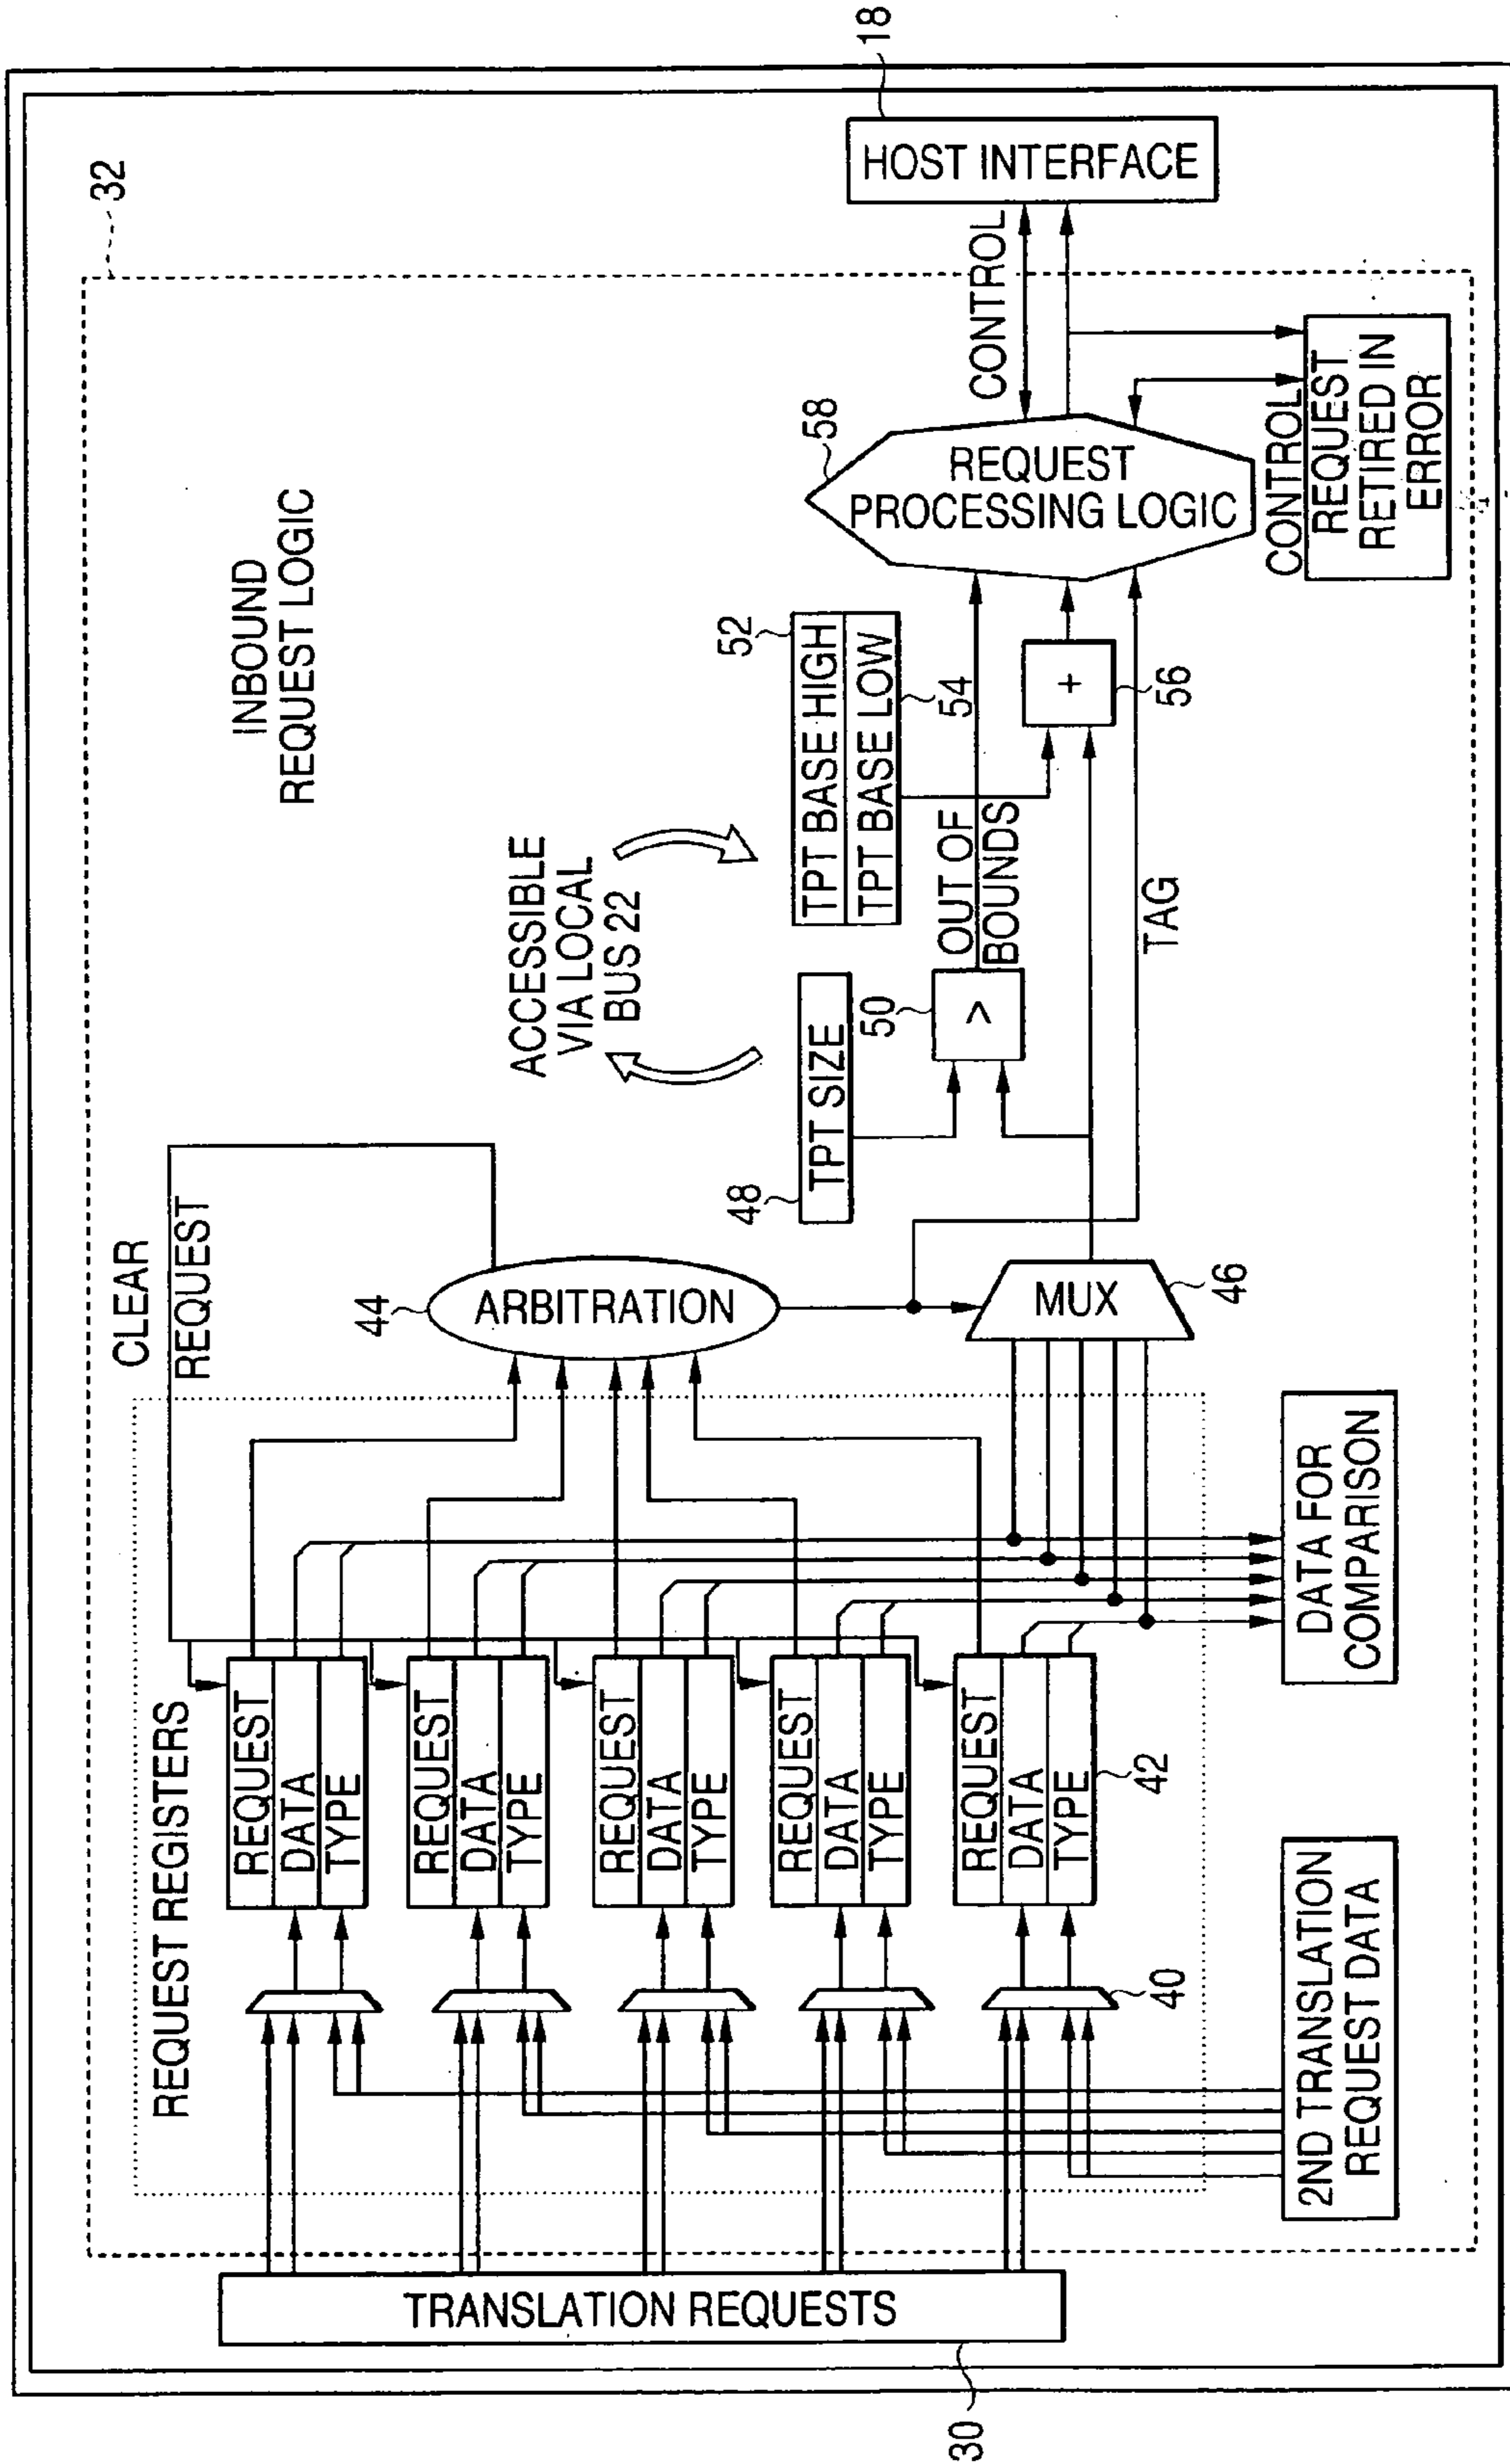 32
INBOUND
REQUEST LOGIC
CLEAR
REQUEST
REQUEST REGISTERS
TRANSLATION REQUESTS
30
REQUEST
DATA
TYPE
REQUEST
DATA
TYPE
REQUEST
DATA
TYPE
REQUEST
DATA
TYPE
REQUEST
DATA
TYPE
42
40
2ND TRANSLATION
REQUEST DATA
DATA FOR
COMPARISON
44
ARBITRATION
MUX
46
ACCESSIBLE
VIA LOCAL
BUS 22
48
TPT SIZE
50
>
OUT OF
BOUNDS
TAG
52
TPT BASE HIGH
TPT BASE LOW
54
+
56
58
REQUEST
PROCESSING LOGIC
CONTROL
HOST INTERFACE
18
CONTROL
REQUEST
RETIRED IN
ERROR